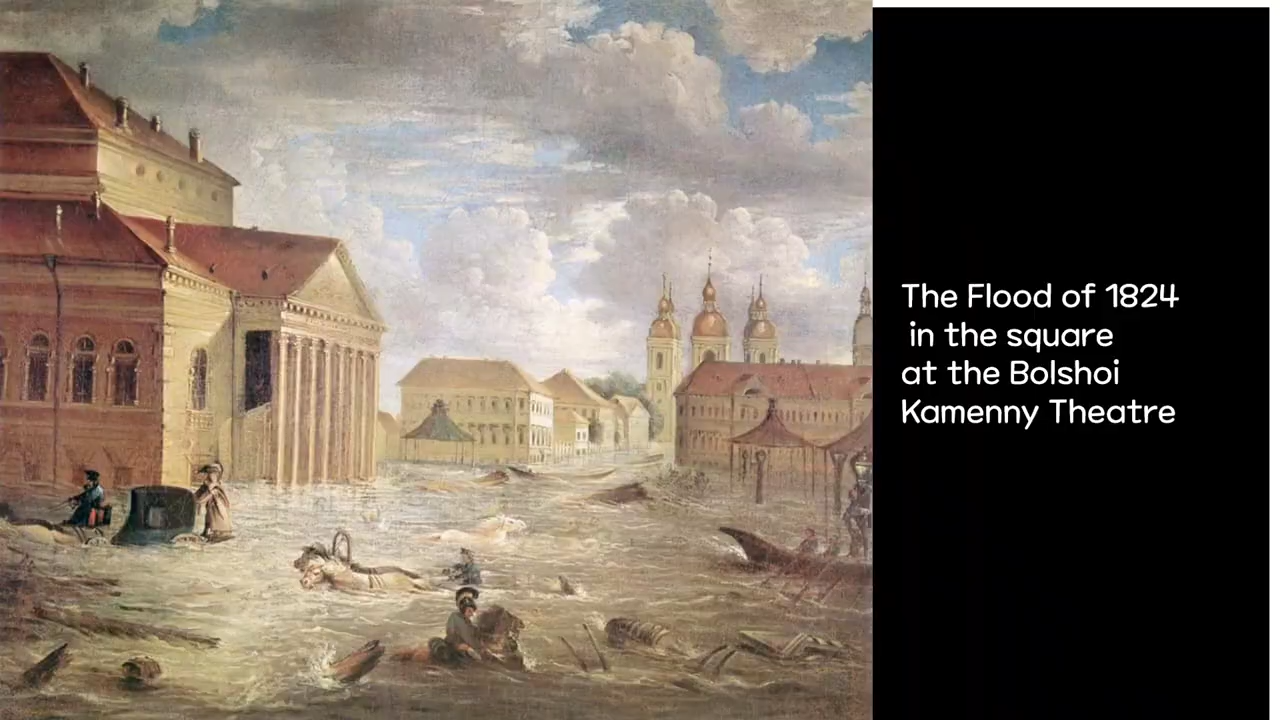 The Flood of 1824
in the square
at the Bolshoi
Kamenny Theatre